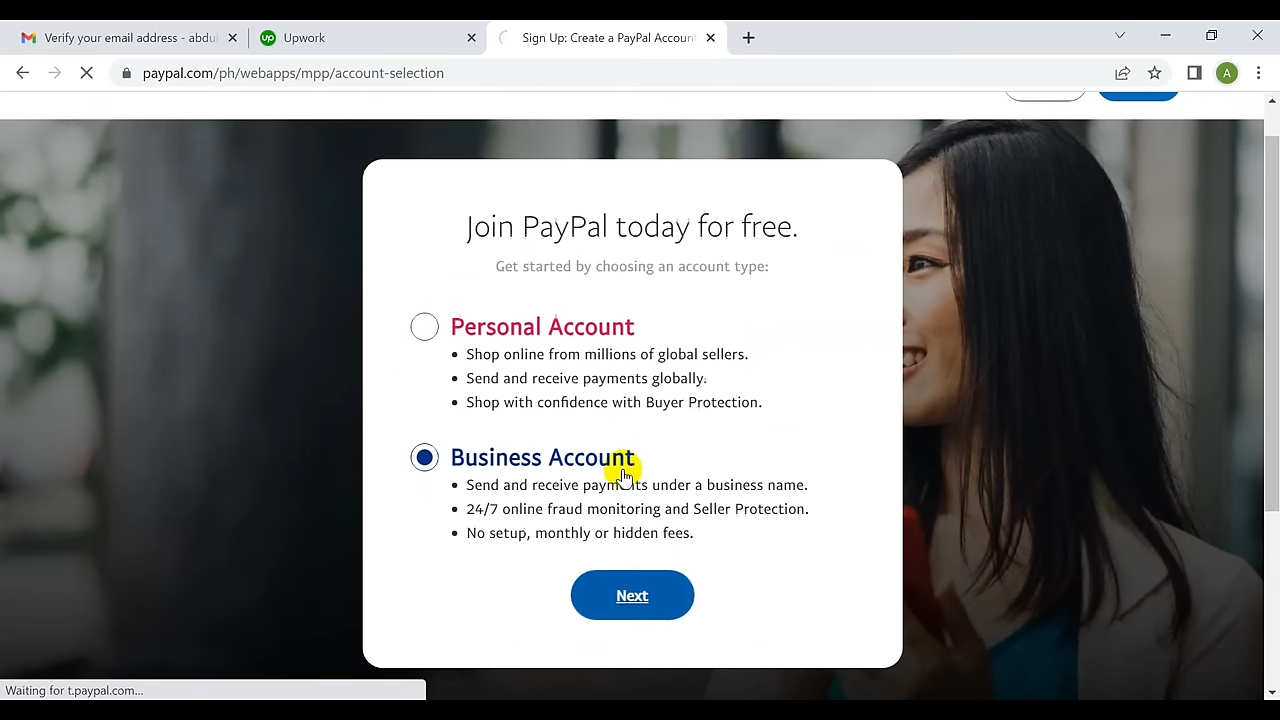 Verify your email address - abdul
Upwork
Sign Up: Create a PayPal Accoun
paypal.com/ph/webapps/mpp/account-selection
A
Join PayPal today for free.
Get started by choosing an account type:
Personal Account
• Shop online from millions of global sellers.
• Send and receive payments globally.
• Shop with confidence with Buyer Protection.
Business Account
• Send and receive payments under a business name.
• 24/7 online fraud monitoring and Seller Protection.
• No setup, monthly or hidden fees.
Next
Waiting for t.paypal.com...